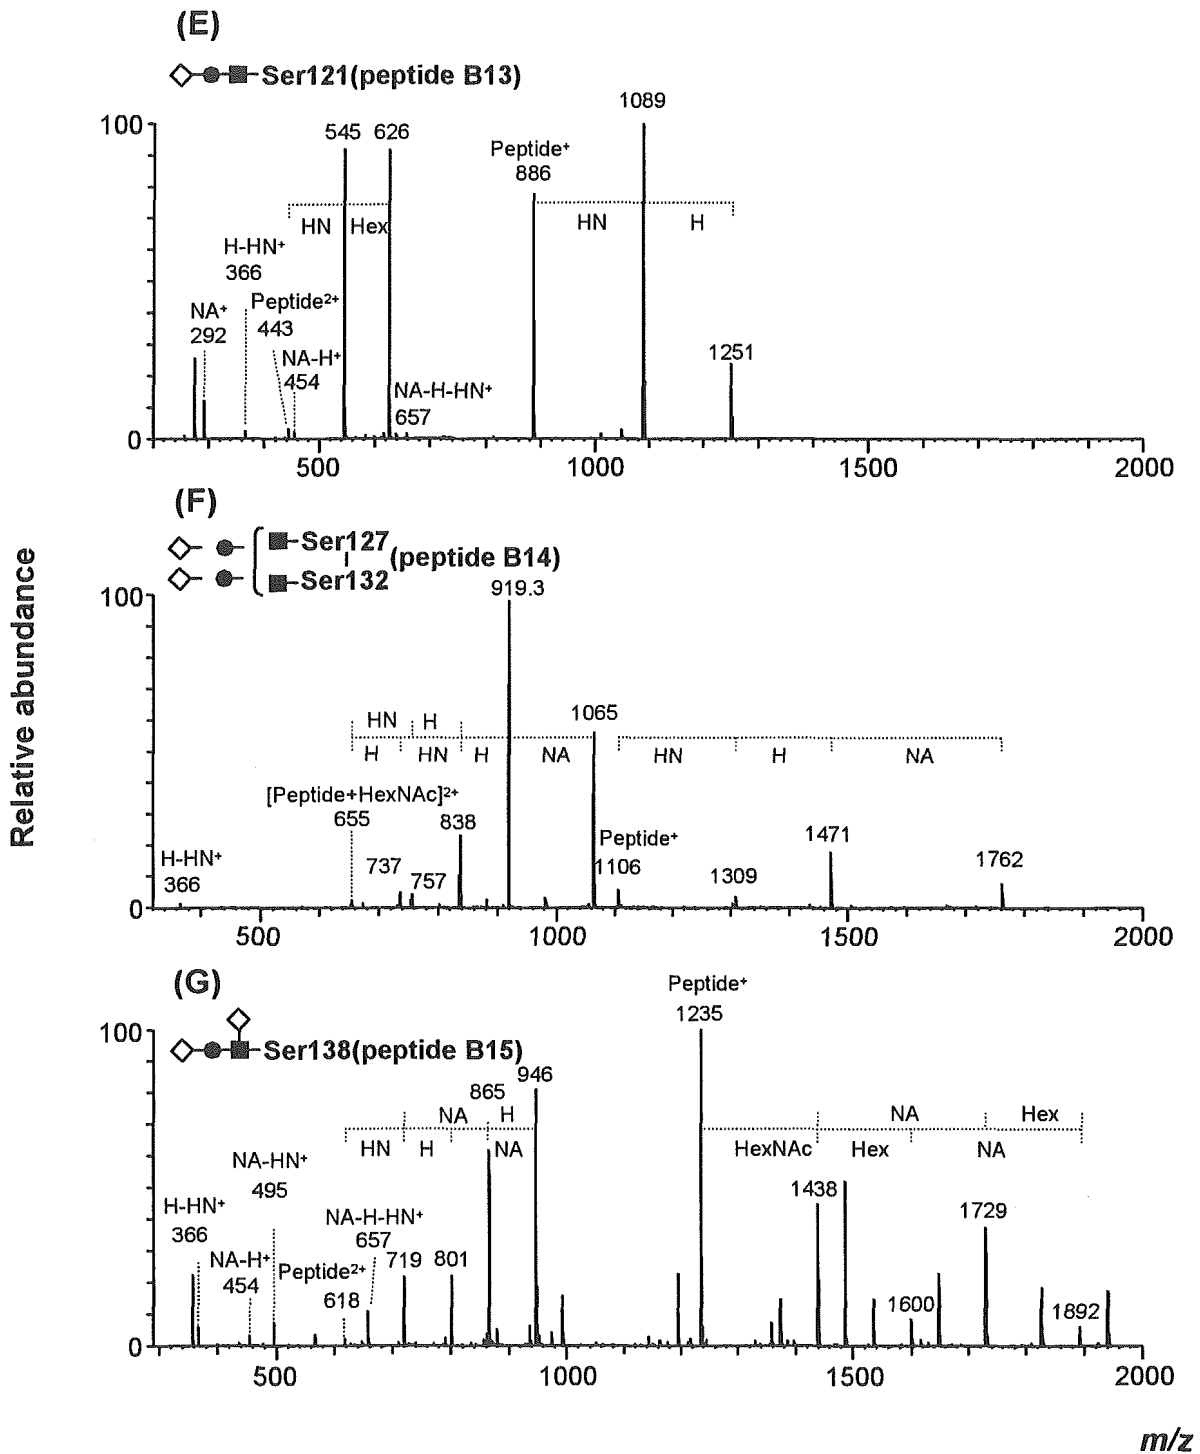 (E)
Ser121(peptide B13)
1089
100
545 626
Peptide⁺
886
HN Hex
HN H
H-HN⁺
366
NA⁺
292
Peptide²⁺
443
NA-H⁺
454
NA-H-HN⁺
657
1251
0
500 1000 1500 2000
(F)
Ser127
(peptide B14)
Ser132
100
919.3
1065
HN H
H HN H NA HN H NA
[Peptide+HexNAc]²⁺
655
838
737
757
H-HN⁺
366
Peptide⁺
1106
1309
1471
1762
0
500 1000 1500 2000
Relative abundance
(G)
Peptide⁺
1235
100
Ser138(peptide B15)
946
865
NA H
HN H NA
NA Hex
HexNAc Hex NA
NA-HN⁺
495
H-HN⁺
366
NA-H⁺
454
NA-H-HN⁺
657
Peptide²⁺
618
719 801
1438
1729
1600
1892
0
500 1000 1500 2000
m/z